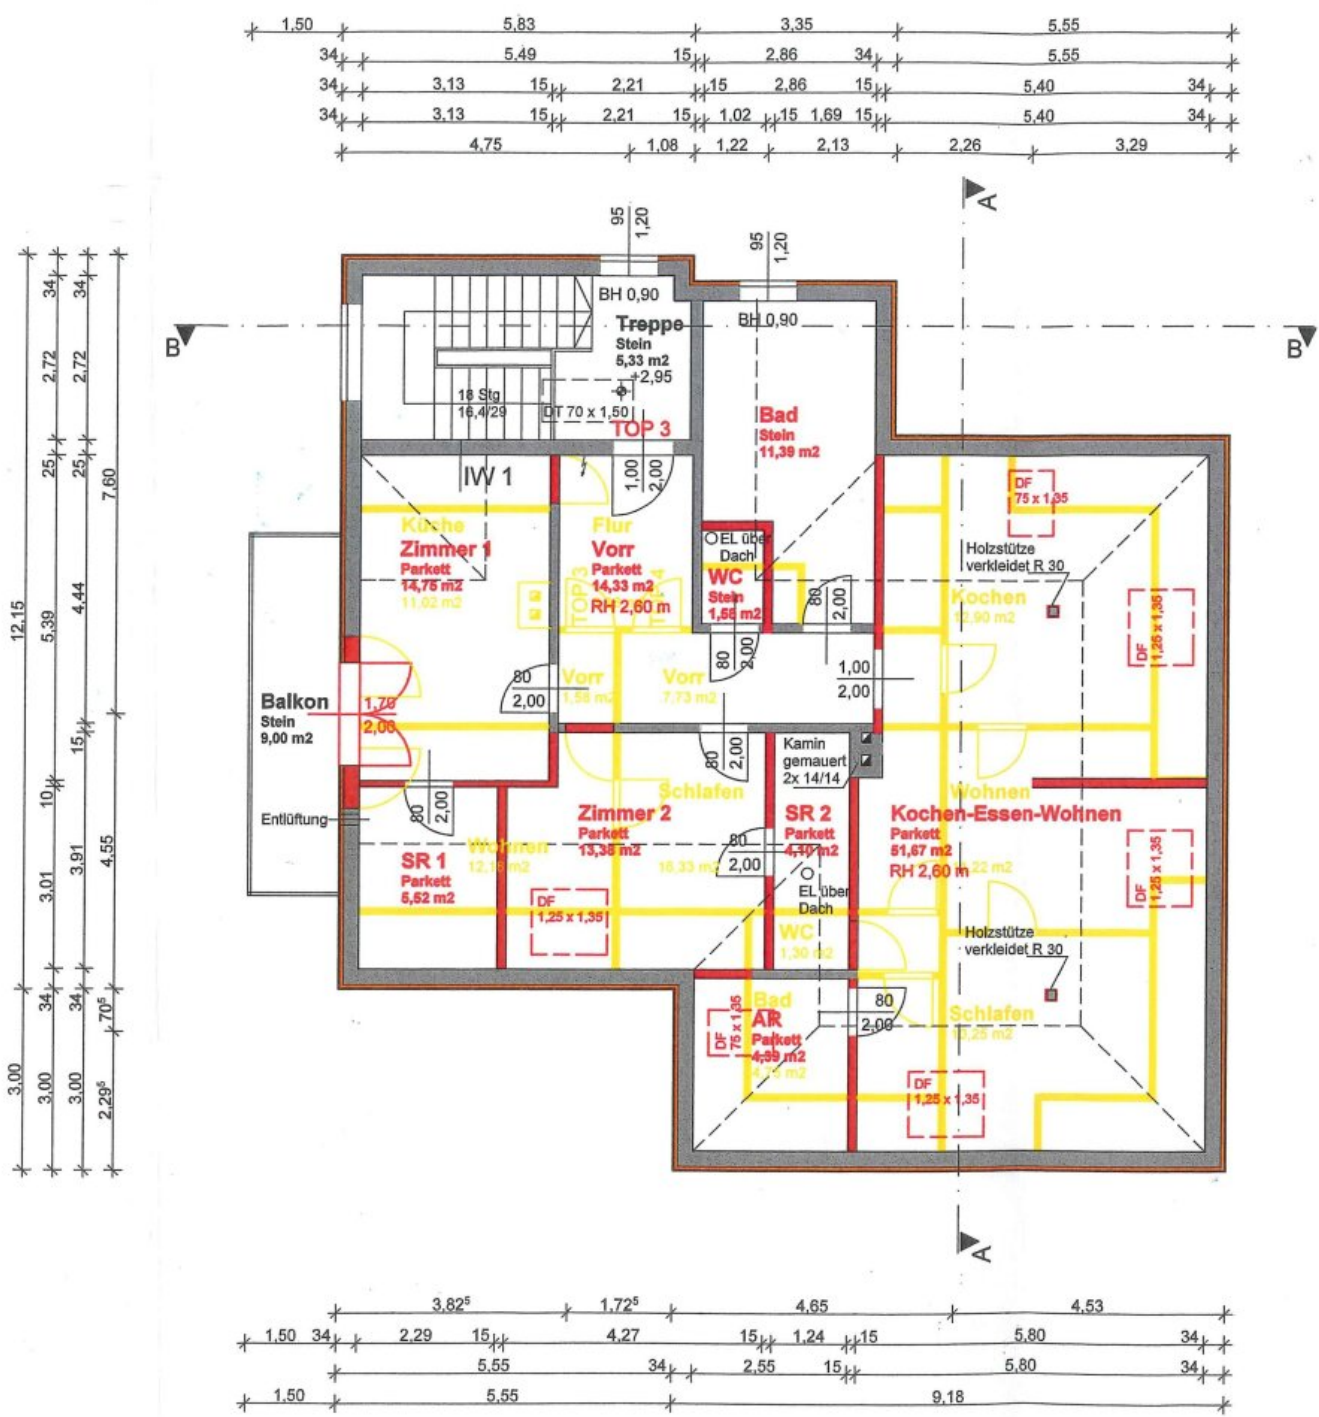 1,50 5,83 3,35 5,55
34 5,49 15 2,86 34 5,55
34 3,13 15 2,21 15 2,86 15 5,40 34
34 3,13 15 2,21 15 1,02 15 1,69 15 5,40 34
4,75 1,08 1,22 2,13 2,26 3,29
A
95
1,20
95
1,20
B
B
BH 0,90
BH 0,90
Treppe
Stein
5,33 m2
+2,95
18 Stg
16,4/29
DT 70 x 1,50
TOP 3
Bad
Stein
11,39 m2
IW 1
1,00
2,00
Küche
Zimmer 1
Parkett
14,75 m2
11,02 m2
Flur
Vorr
Parkett
14,33 m2
RH 2,60 m
TOP 3
EL über
Dach
WC
Stein
1,58 m2
80
2,00
DF
75 x 1,35
Holzstütze
verkleidet R 30
Kochen
12,90 m2
DF
1,25 x 1,35
Vorr
1,58 m2
Vorr
7,73 m2
80
2,00
80
2,00
1,00
2,00
Balkon
Stein
9,00 m2
1,70
2,00
80
2,00
Kamin
gemauert
2x 14/14
Entlüftung
80
2,00
Schlafen
16,33 m2
Zimmer 2
Parkett
13,38 m2
SR 2
Parkett
4,10 m2
Wohnen
Kochen-Essen-Wohnen
Parkett
51,67 m2
RH 2,60 m
DF
1,25 x 1,35
80
2,00
Wohnen
SR 1
Parkett
5,52 m2
DF
1,25 x 1,35
EL über
Dach
WC
1,30 m2
Holzstütze
verkleidet R 30
80
2,00
DF
75 x 1,35
Bad
AR
Parkett
4,39 m2
4,75 m2
Schlafen
DF
1,25 x 1,35
A
12,15 3,00
34 2,72 25 5,39 10 3,01 34 3,00
34 2,72 25 4,44 15 3,91 34 3,00
7,60 4,55 70⁵ 2,29⁵
3,82⁵ 1,72⁵ 4,65 4,53
1,50 34 2,29 15 4,27 15 1,24 15 5,80 34
5,55 34 2,55 15 5,80 34
1,50 5,55 9,18